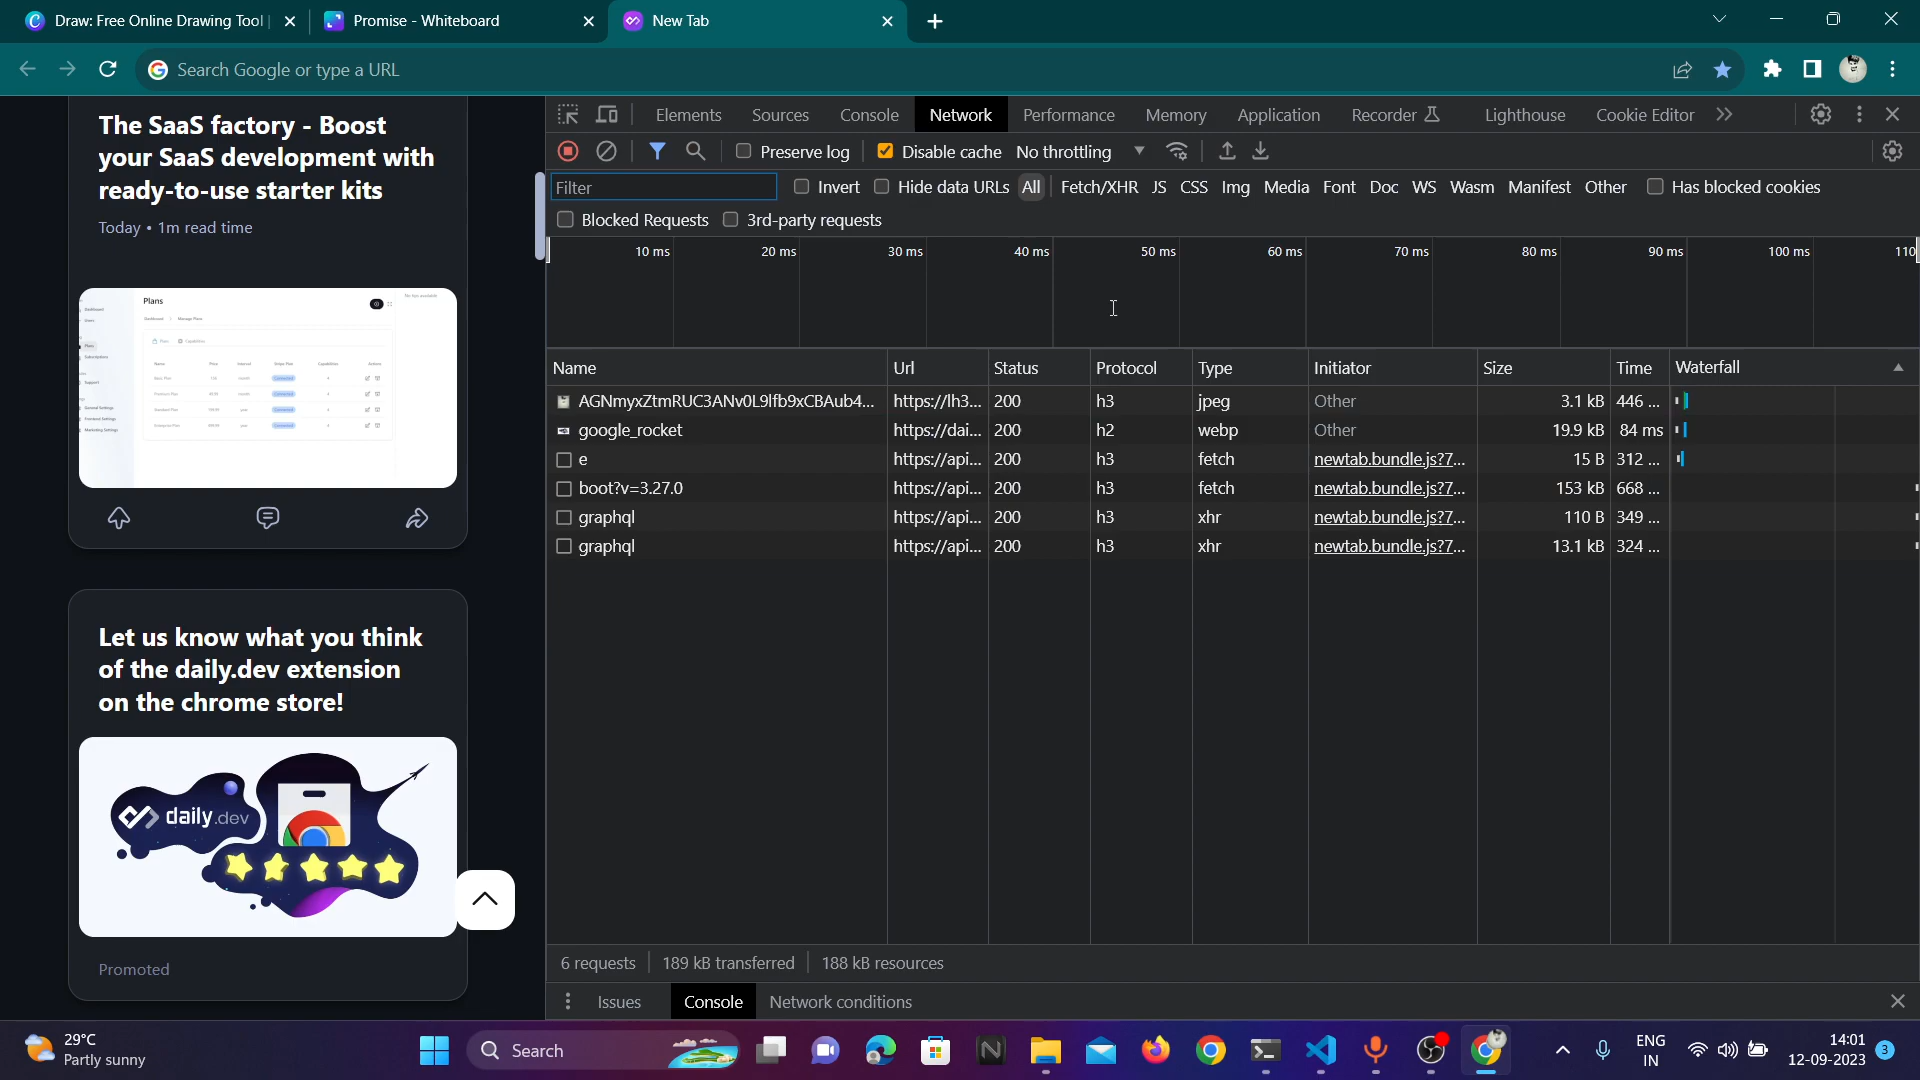 Draw: Free Online Drawing Tool
Promise - Whiteboard
New Tab
Search Google or type a URL
The SaaS factory - Boost
your SaaS development with
ready-to-use starter kits
Today • 1m read time
Plans
Let us know what you think
of the daily.dev extension
on the chrome store!
daily.dev
Promoted
Elements Sources Console Network Performance Memory Application Recorder Lighthouse Cookie Editor
Preserve log Disable cache No throttling
Filter Invert Hide data URLs All Fetch/XHR JS CSS Img Media Font Doc WS Wasm Manifest Other Has blocked cookies
Blocked Requests 3rd-party requests
10 ms 20 ms 30 ms 40 ms 50 ms 60 ms 70 ms 80 ms 90 ms 100 ms 110
Name Url Status Protocol Type Initiator Size Time Waterfall
AGNmyxZtmRUC3ANv0L9lfb9xCBAub4... https://lh3... 200 h3 jpeg Other 3.1 kB 446 ...
google_rocket https://dai... 200 h2 webp Other 19.9 kB 84 ms
e https://api... 200 h3 fetch newtab.bundle.js?7... 15 B 312 ...
boot?v=3.27.0 https://api... 200 h3 fetch newtab.bundle.js?7... 153 kB 668 ...
graphql https://api... 200 h3 xhr newtab.bundle.js?7... 110 B 349 ...
graphql https://api... 200 h3 xhr newtab.bundle.js?7... 13.1 kB 324 ...
6 requests 189 kB transferred 188 kB resources
Issues Console Network conditions
29°C
Partly sunny
Search
ENG
IN
14:01
12-09-2023
3